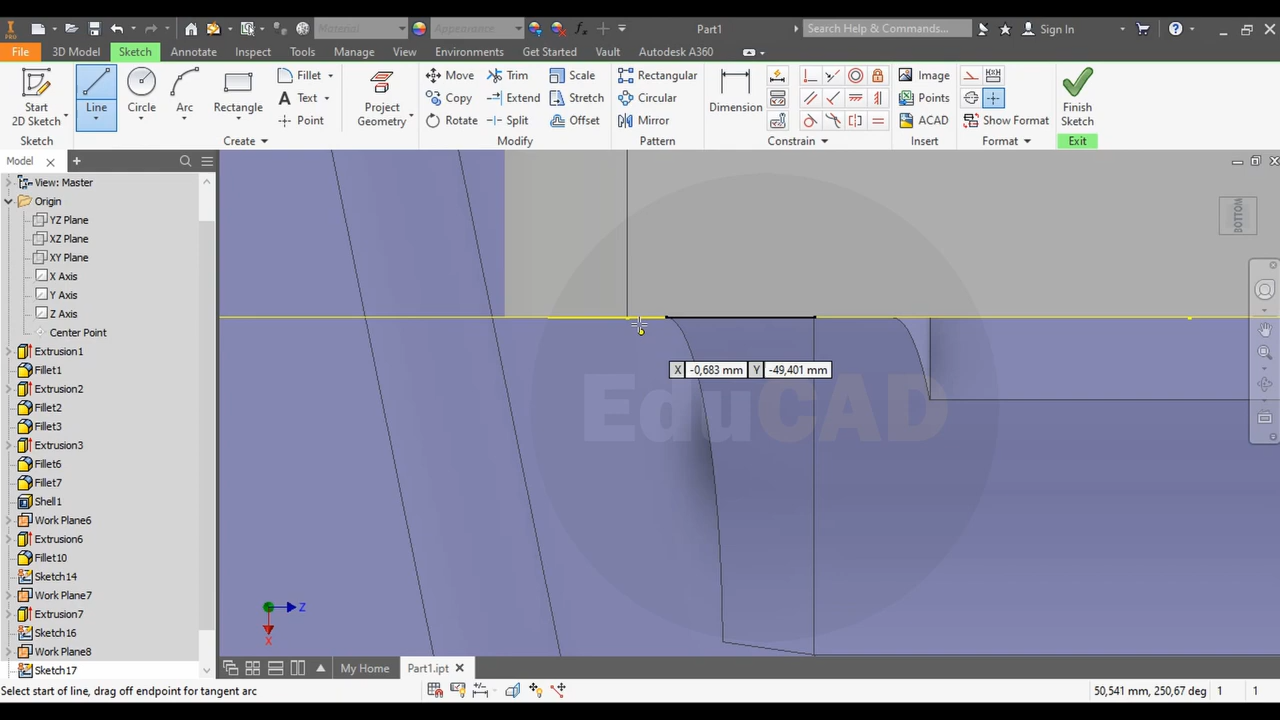 Material Appearance Part1 Search Help & Commands... Sign In
PRO
File 3D Model Sketch Annotate Inspect Tools Manage View Environments Get Started Vault Autodesk A360
Start 2D Sketch
Line
Circle
Arc
Rectangle
Fillet
Text
Point
Project Geometry
Move
Copy
Rotate
Trim
Extend
Split
Scale
Stretch
Offset
Rectangular
Circular
Mirror
Dimension
Image
Points
ACAD
Show Format
Finish Sketch
Sketch Create Modify Pattern Constrain Insert Format Exit
Model
View: Master
Origin
YZ Plane
XZ Plane
XY Plane
X Axis
Y Axis
Z Axis
Center Point
Extrusion1
Fillet1
Extrusion2
Fillet2
Fillet3
Extrusion3
Fillet6
Fillet7
Shell1
Work Plane6
Extrusion6
Fillet10
Sketch14
Work Plane7
Extrusion7
Sketch16
Work Plane8
Sketch17
BOTTOM
X -0,683 mm Y -49,401 mm
EduCAD
Z
X
My Home Part1.ipt
Select start of line, drag off endpoint for tangent arc
50,541 mm, 250,67 deg 1 1